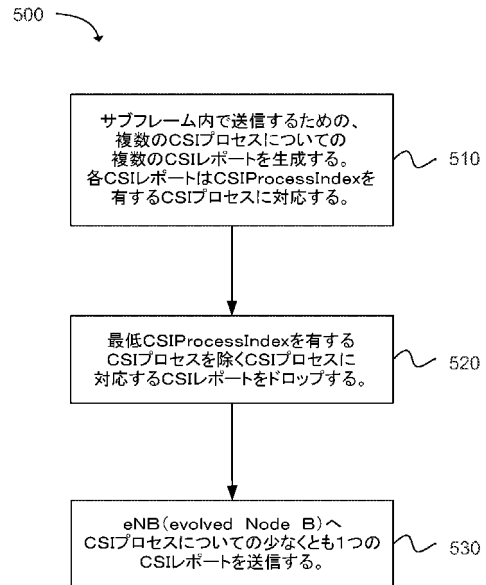 500
サブフレーム内で送信するための、
複数のCSIプロセスについての
複数のCSIレポートを生成する。
各CSIレポートはCSIProcessIndexを
有するCSIプロセスに対応する。
510
最低CSIProcessIndexを有する
CSIプロセスを除くCSIプロセスに
対応するCSIレポートをドロップする。
520
eNB(evolved Node B)へ
CSIプロセスについての少なくとも1つの
CSIレポートを送信する。
530